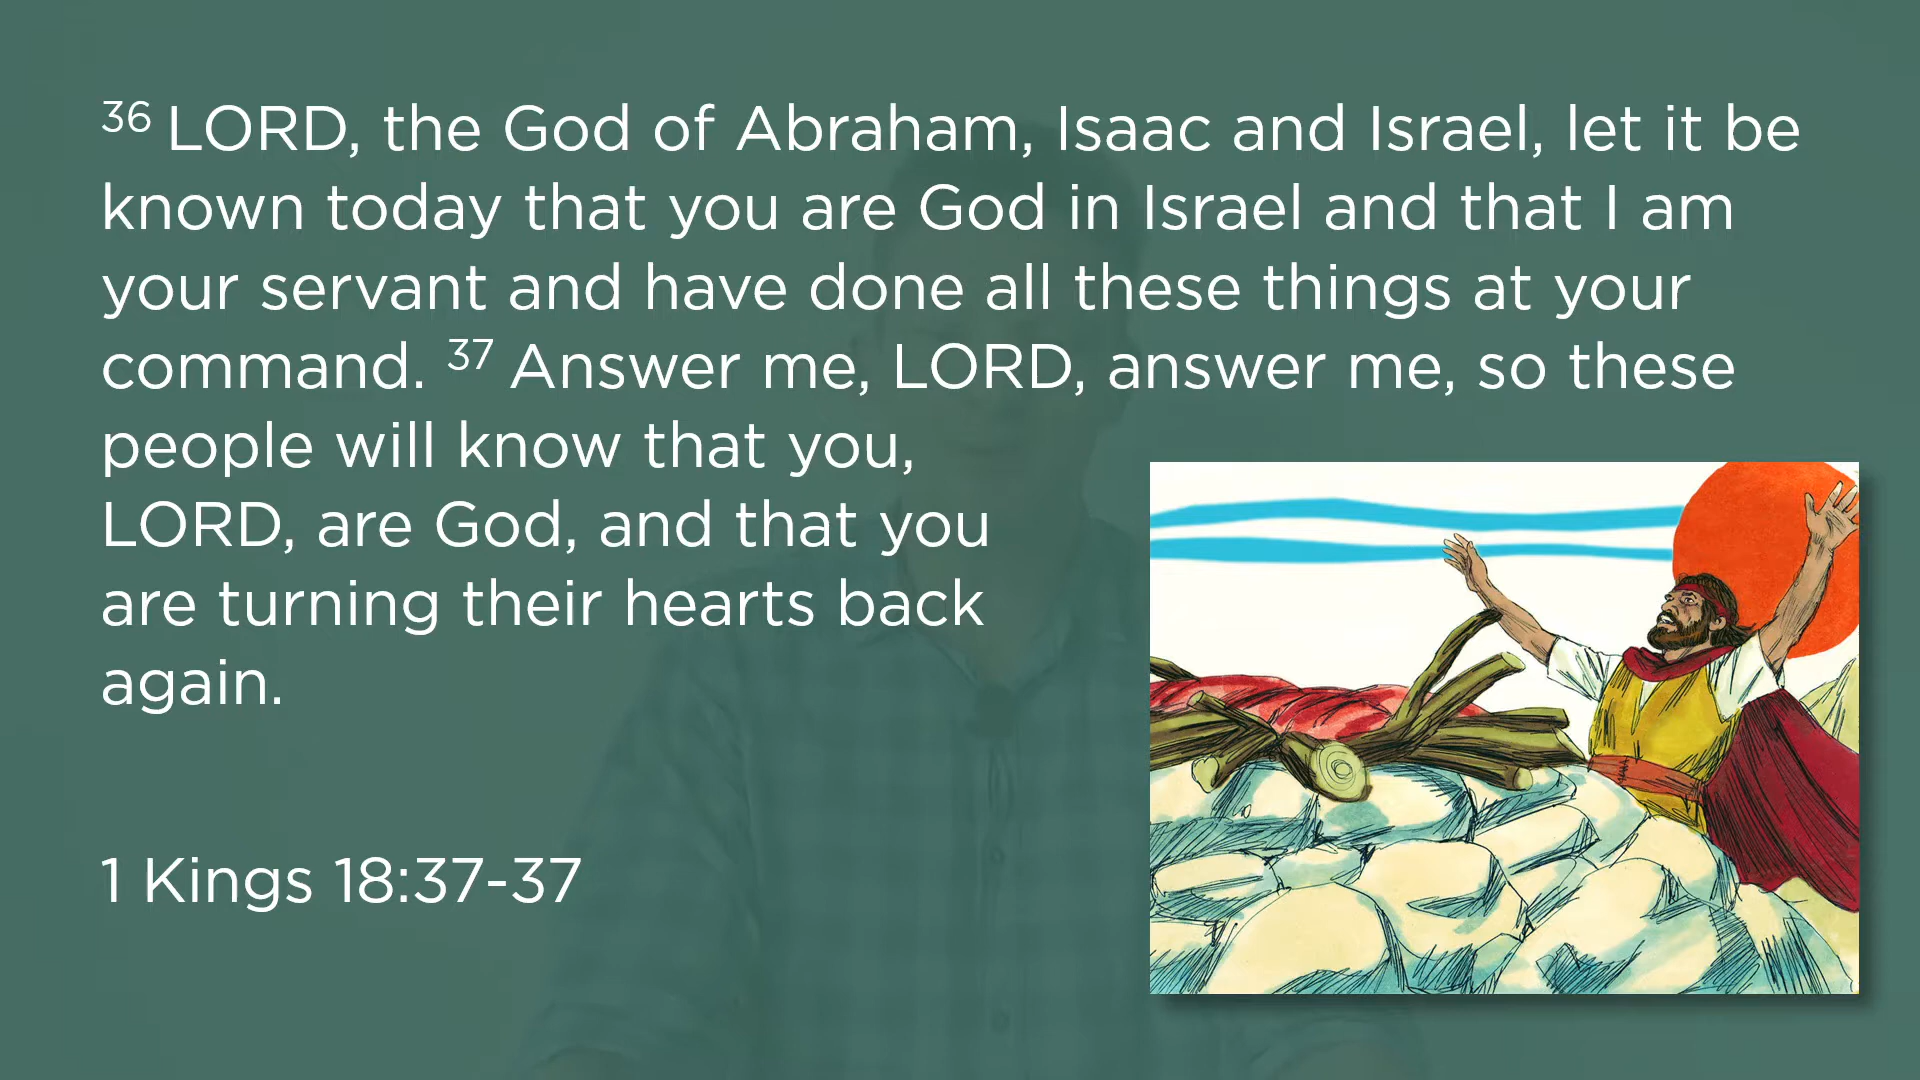 36 LORD, the God of Abraham, Isaac and Israel, let it be
known today that you are God in Israel and that I am
your servant and have done all these things at your
command. 37 Answer me, LORD, answer me, so these
people will know that you,
LORD, are God, and that you
are turning their hearts back
again.
1 Kings 18:37-37